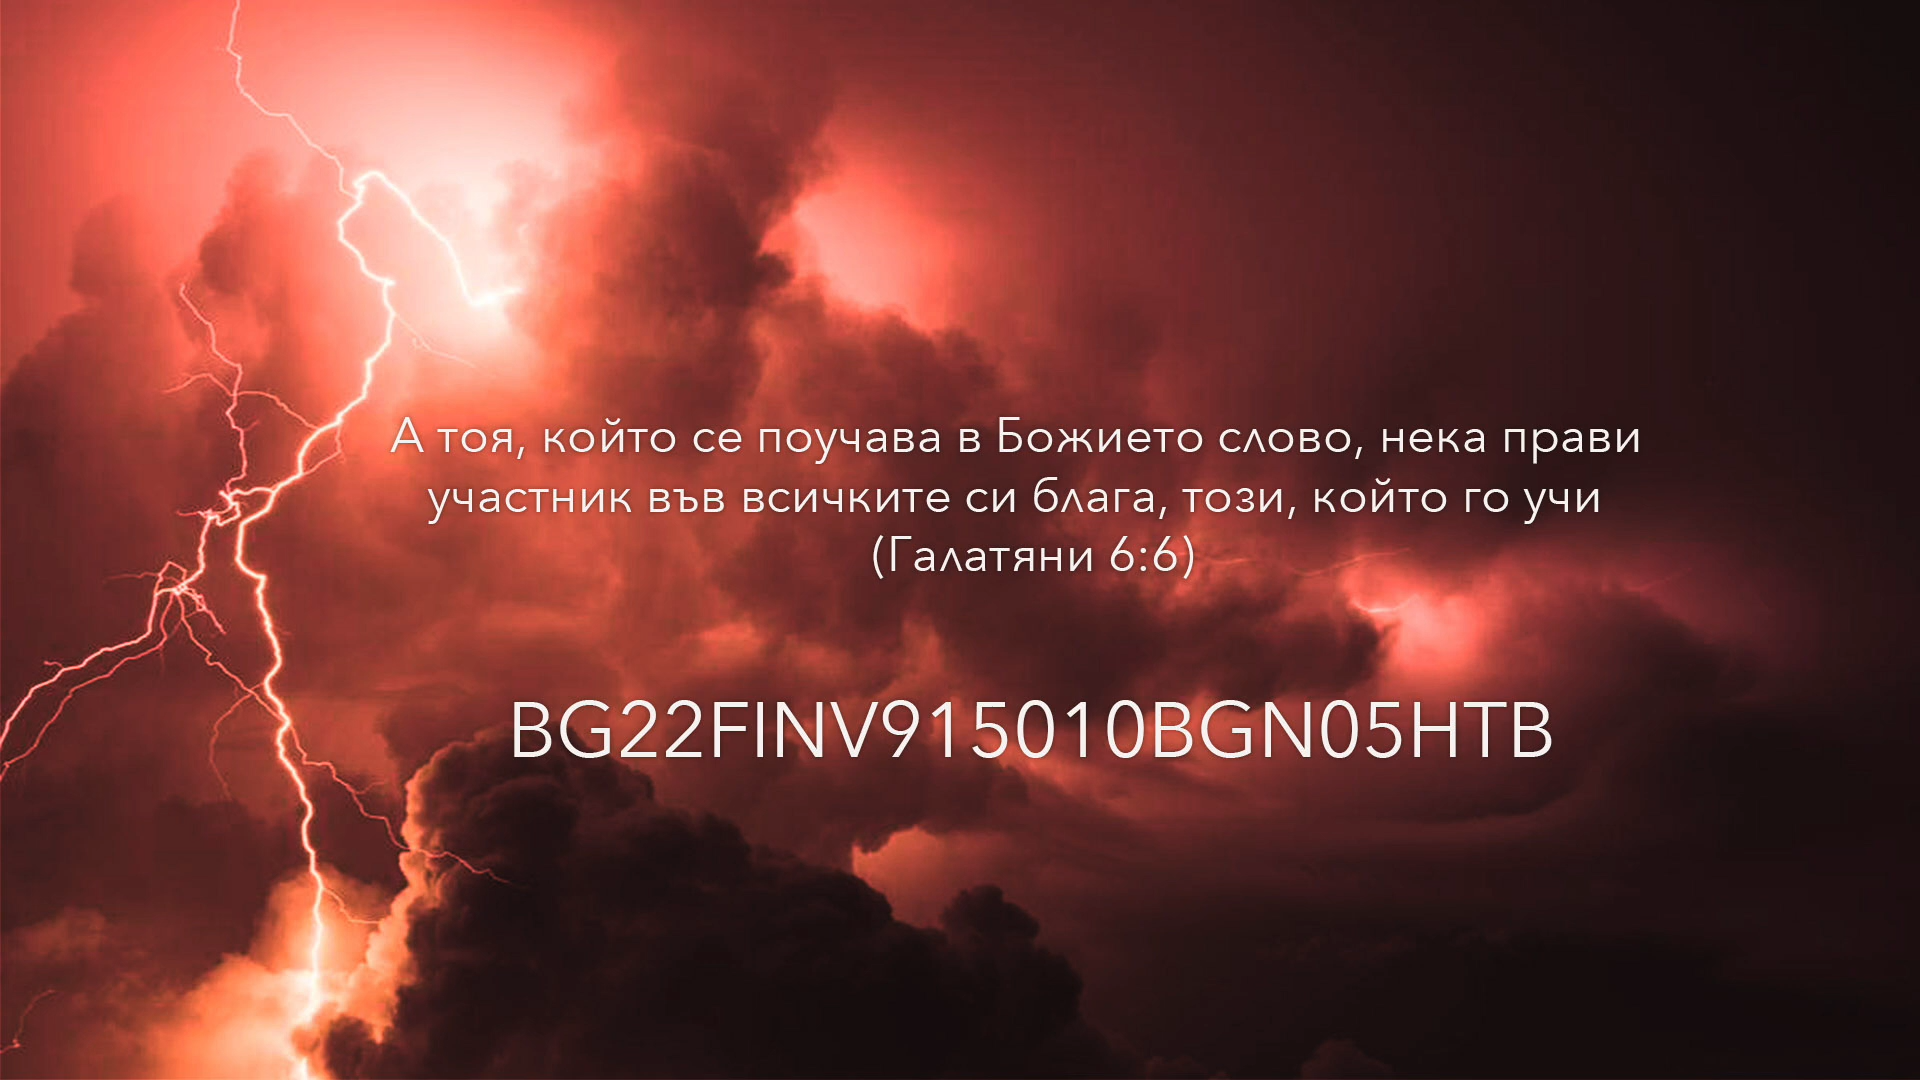 А тоя, който се поучава в Божието слово, нека прави
участник във всичките си блага, този, който го учи
(Галатяни 6:6)
BG22FINV915010BGN05HTB